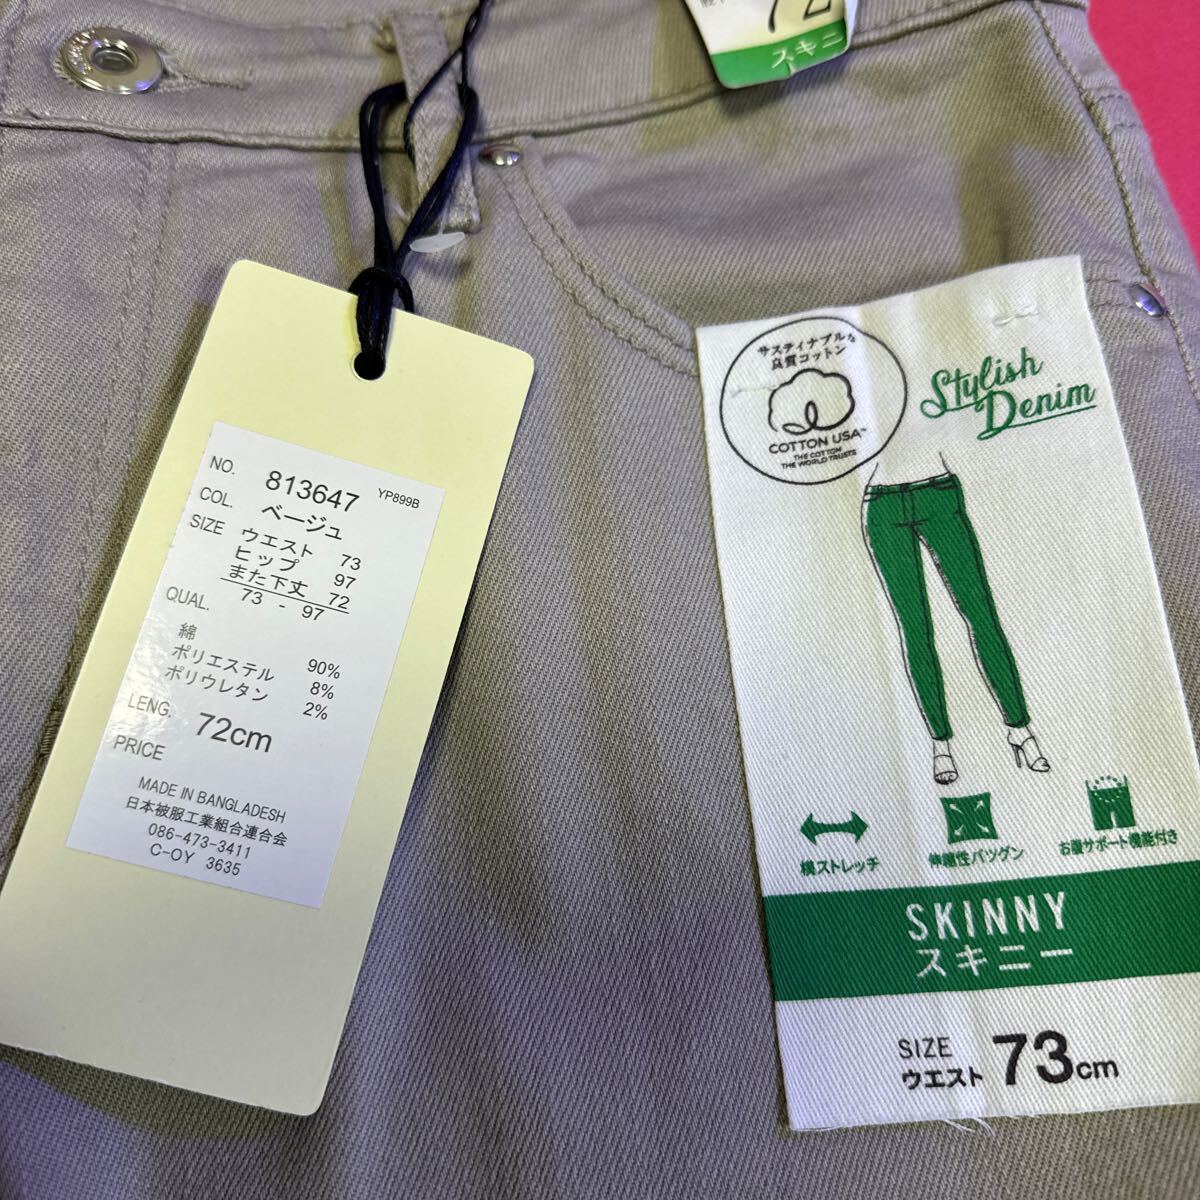 スキニ
NO. 813647 YP899B
COL. ベージュ
SIZE ウエスト 73
ヒップ 97
また下丈 72
73 - 97
QUAL.
綿 90%
ポリエステル 8%
ポリウレタン 2%
LENG. 72cm
PRICE
MADE IN BANGLADESH
日本被服工業組合連合会
086-473-3411
C-OY 3635
サスティナブルな
良質コットン
COTTON USA™
THE COTTON
THE WORLD TRUSTS
Stylish
Denim
横ストレッチ
伸縮性バツグン
お腹サポート機能付き
SKINNY
スキニー
SIZE
ウエスト 73cm